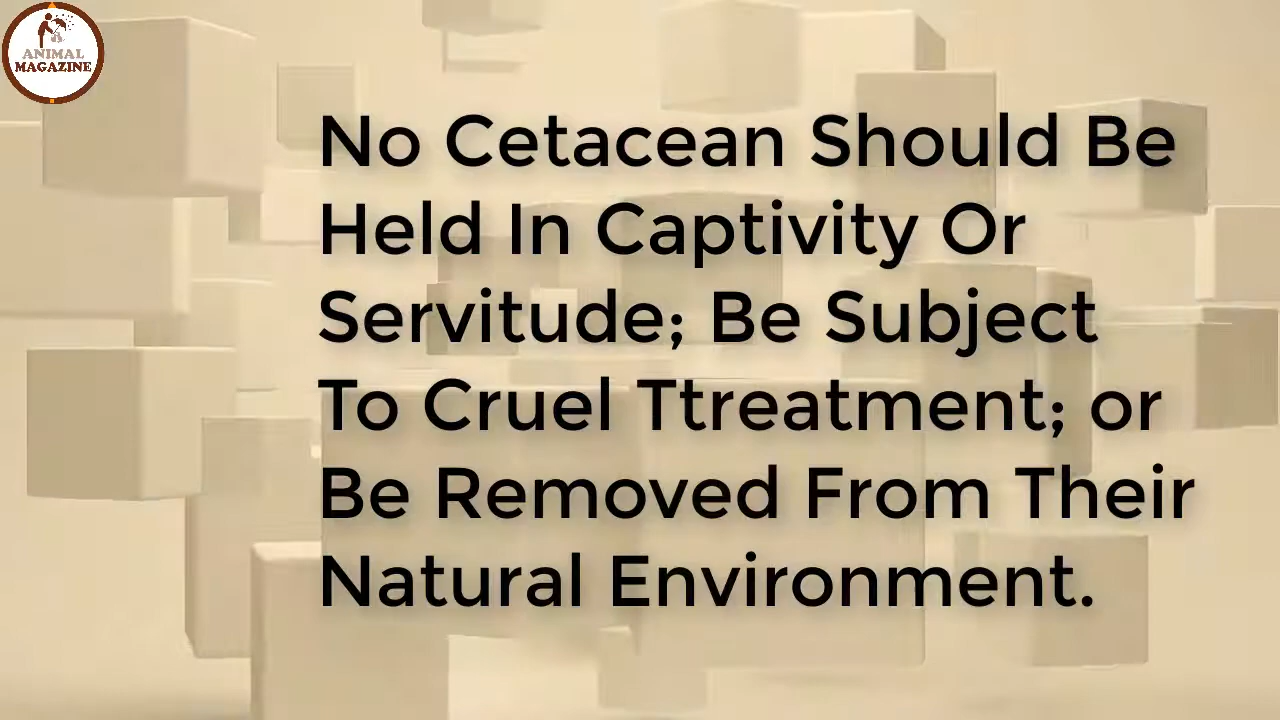 ANIMAL
MAGAZINE
No Cetacean Should Be
Held In Captivity Or
Servitude; Be Subject
To Cruel Ttreatment; or
Be Removed From Their
Natural Environment.